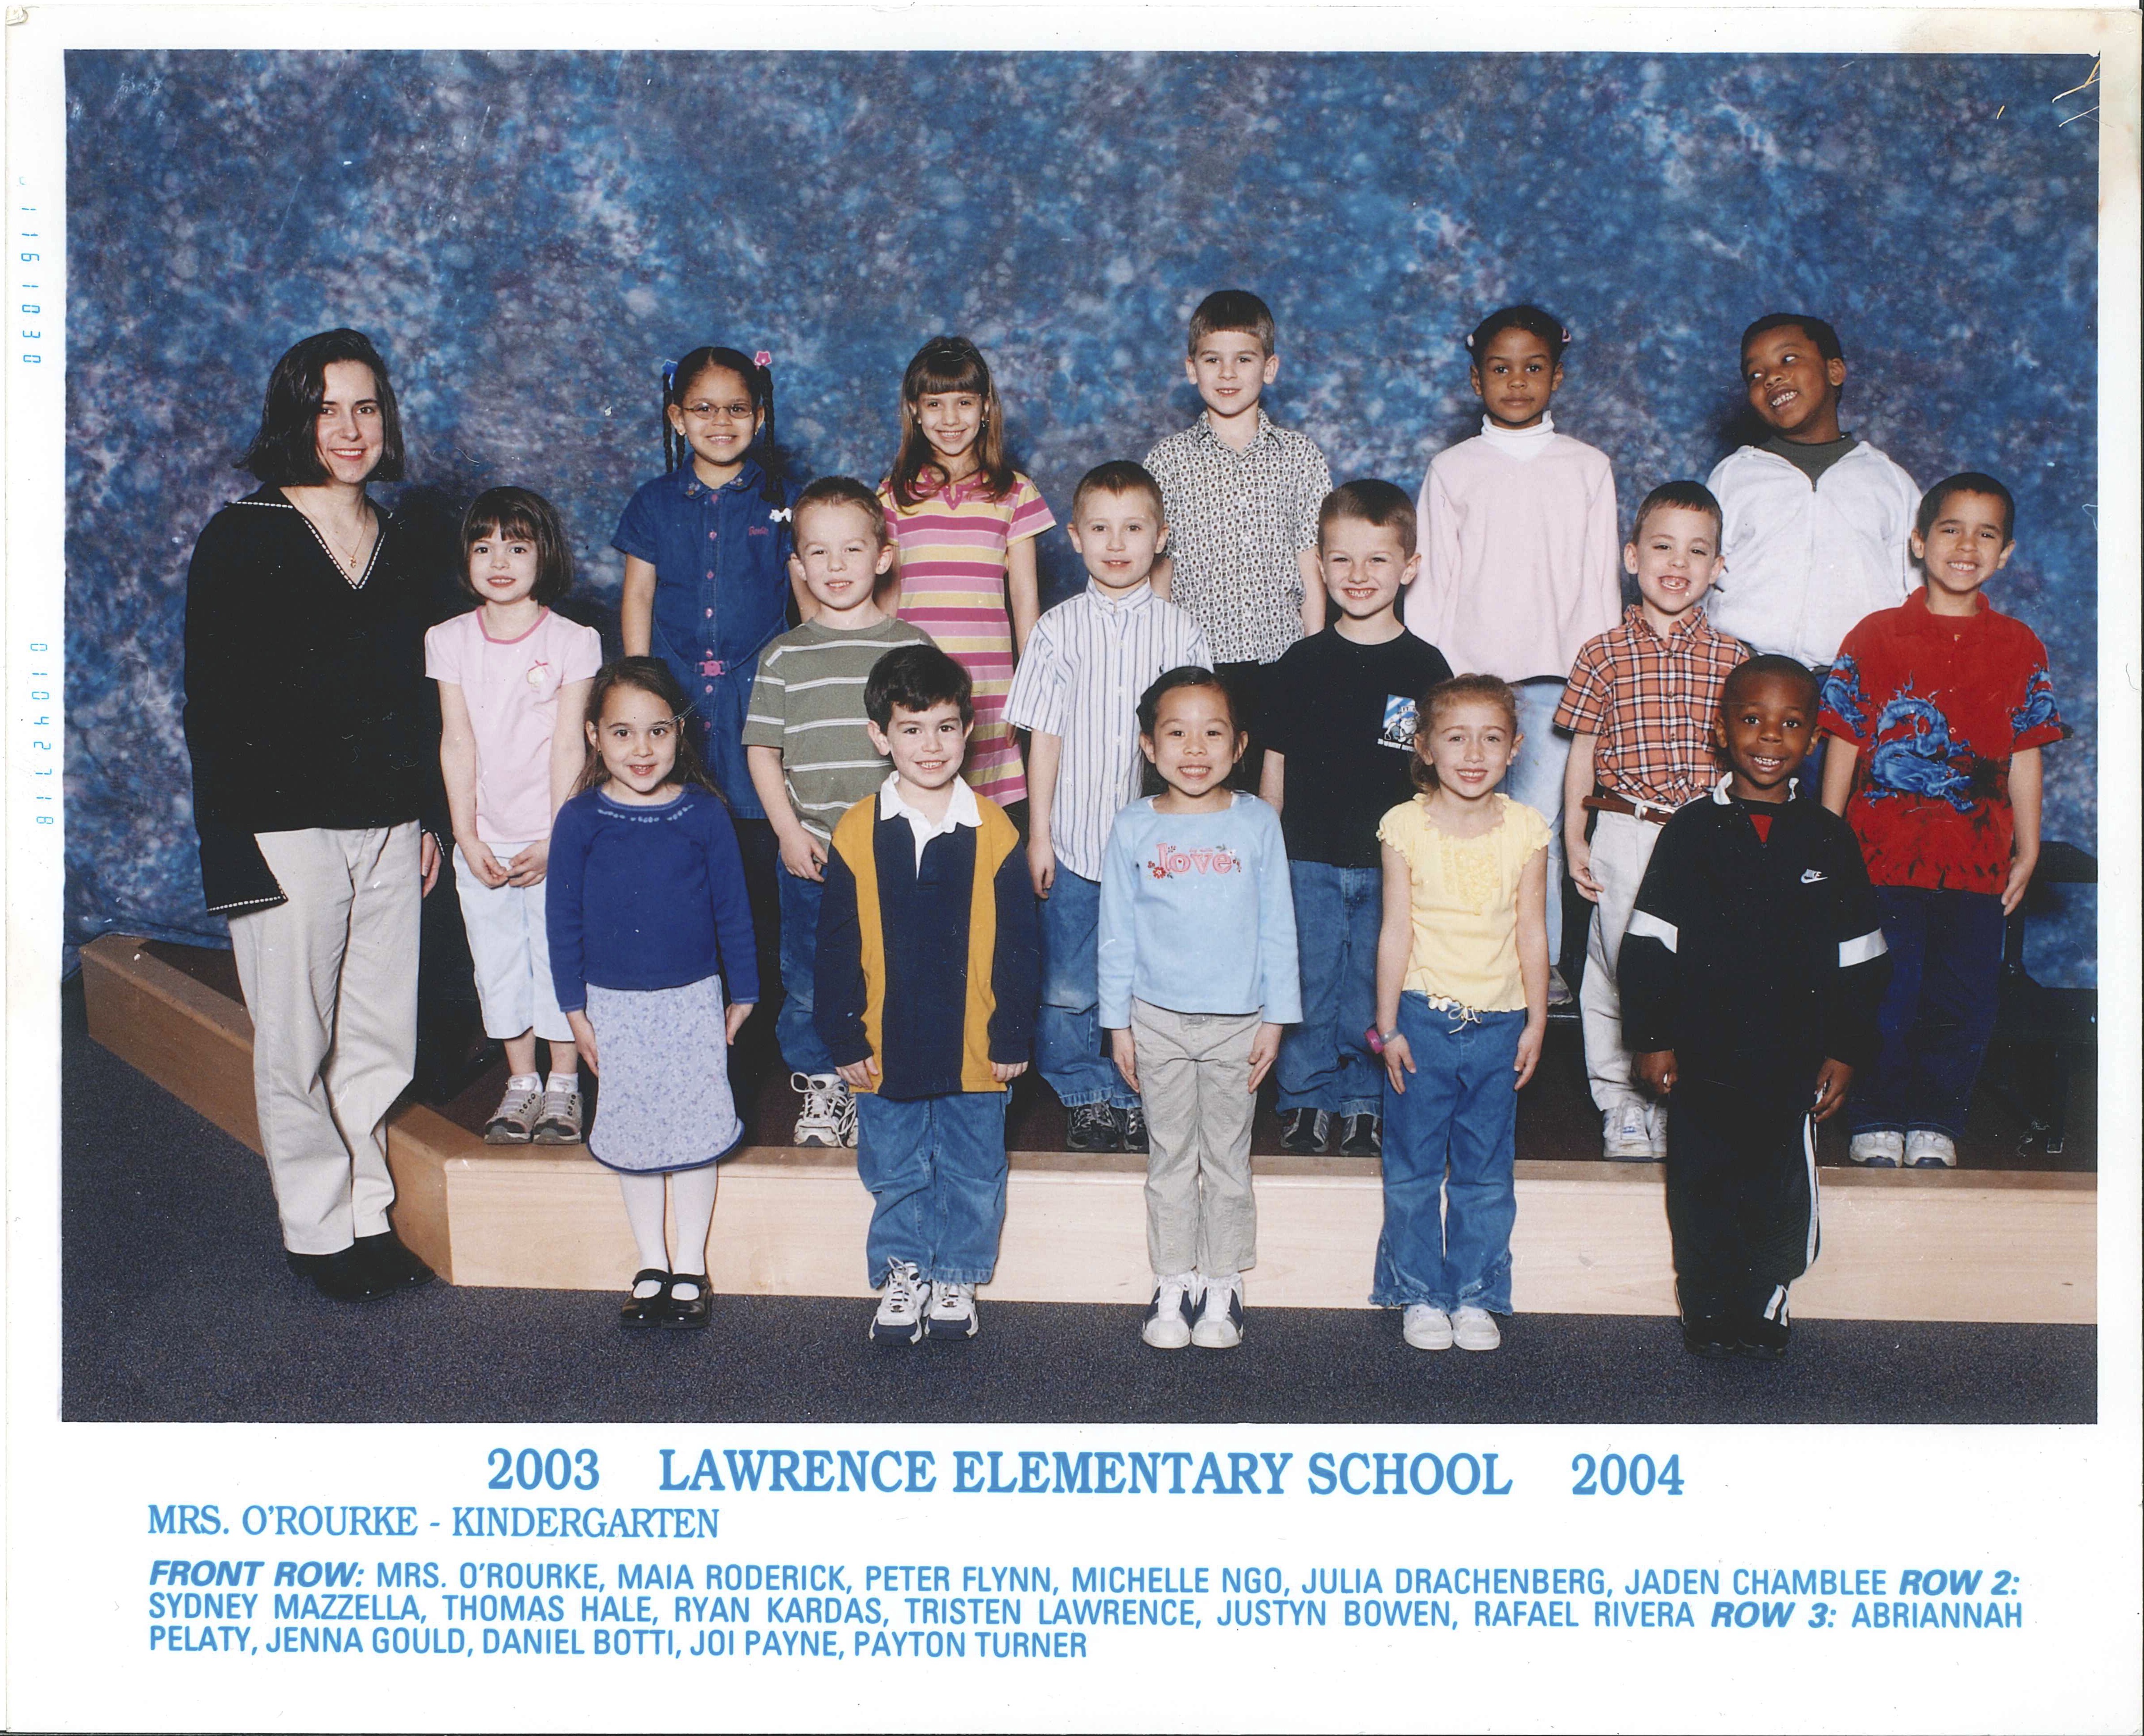 love
2003 LAWRENCE ELEMENTARY SCHOOL 2004
MRS. O'ROURKE - KINDERGARTEN
FRONT ROW: MRS. O'ROURKE, MAIA RODERICK, PETER FLYNN, MICHELLE NGO, JULIA DRACHENBERG, JADEN CHAMBLEE ROW 2:
SYDNEY MAZZELLA, THOMAS HALE, RYAN KARDAS, TRISTEN LAWRENCE, JUSTYN BOWEN, RAFAEL RIVERA ROW 3: ABRIANNAH
PELATY, JENNA GOULD, DANIEL BOTTI, JOI PAYNE, PAYTON TURNER